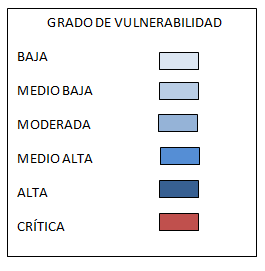 GRADO DE VULNERABILIDAD
BAJA
MEDIO BAJA
MODERADA
MEDIO ALTA
ALTA
CRÍTICA